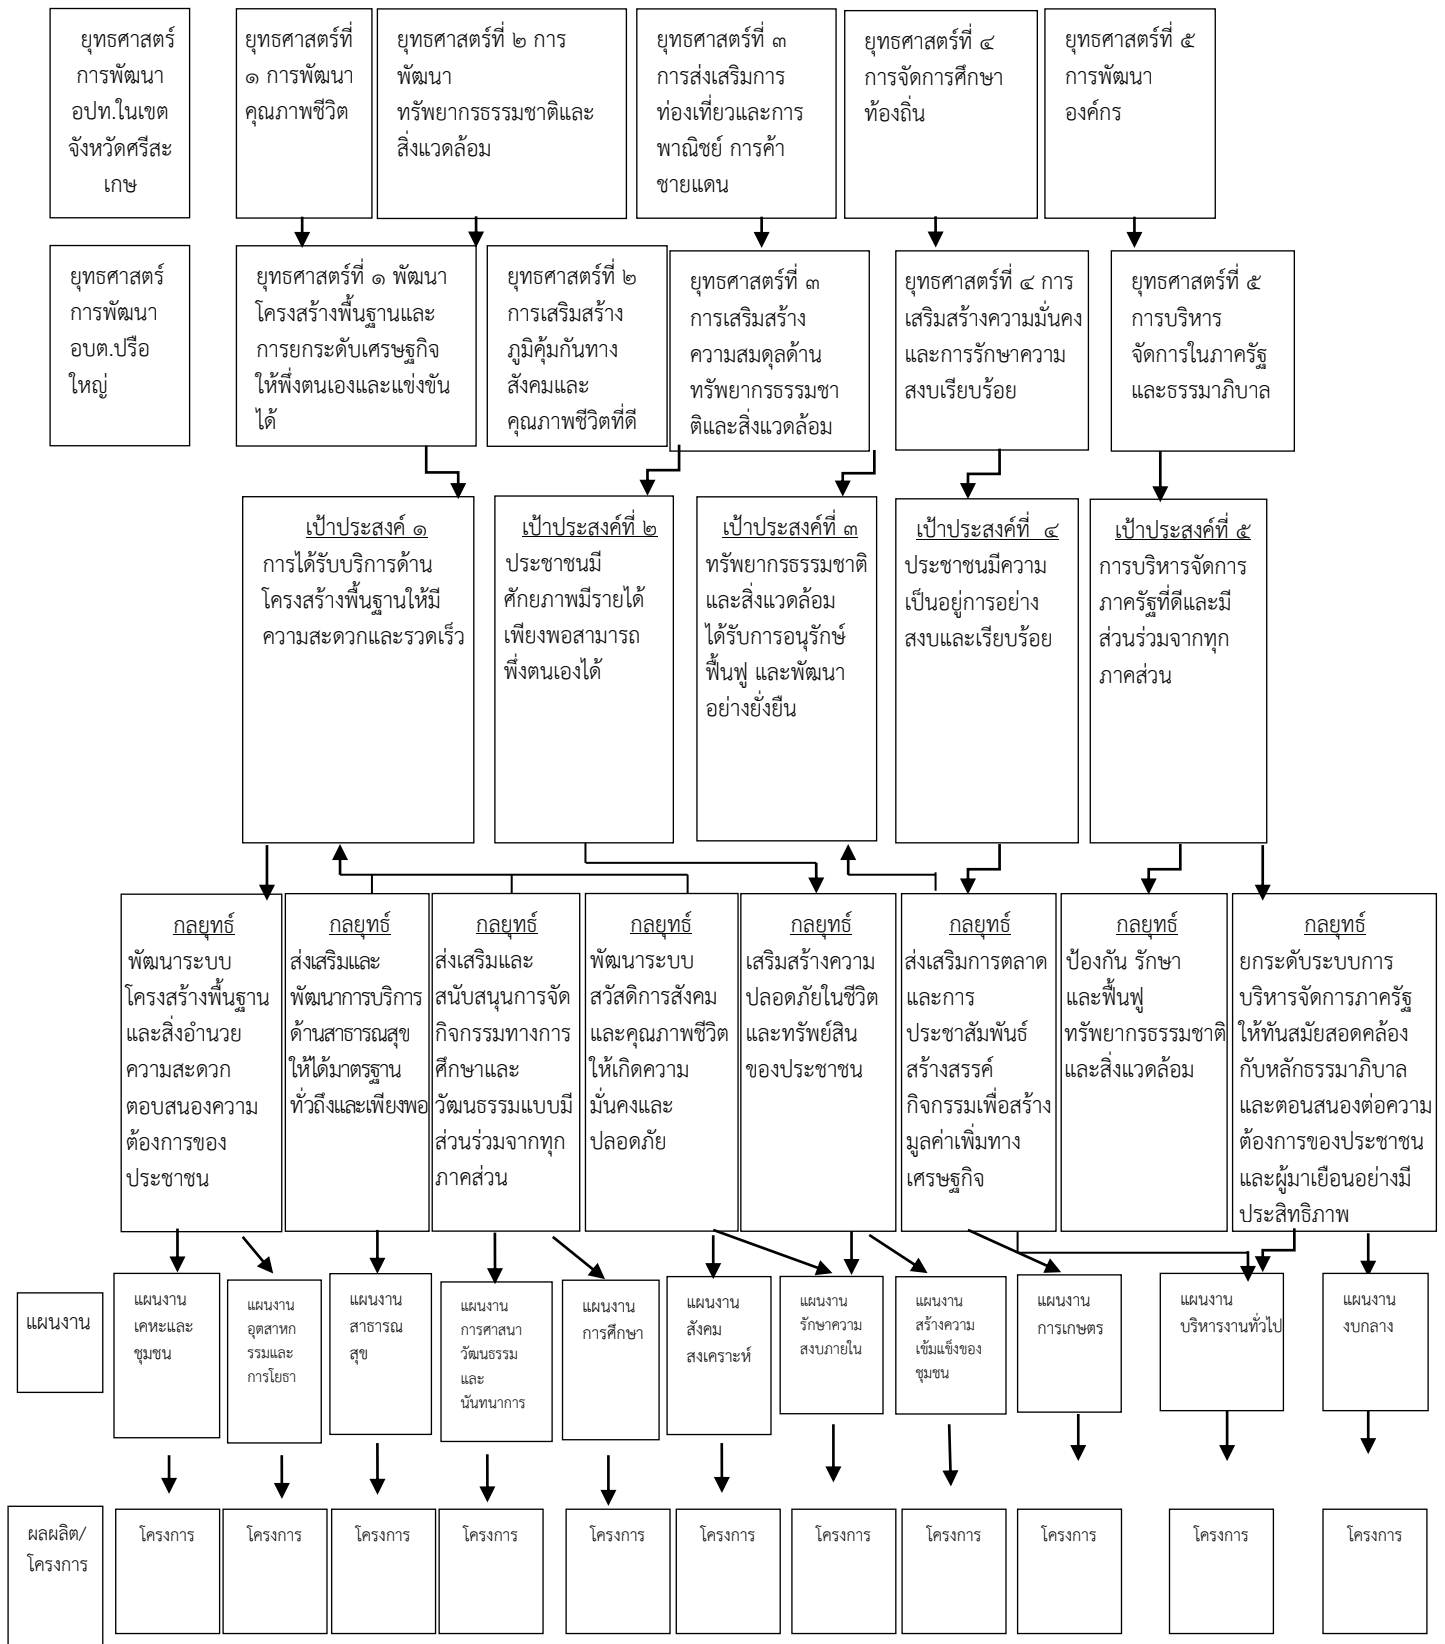 ยุทธศาสตร์
การพัฒนา
อปท.ในเขต
จังหวัดศรีสะ
เกษ
ยุทธศาสตร์ที่
๑ การพัฒนา
คุณภาพชีวิต
ยุทธศาสตร์ที่ ๒ การ
พัฒนา
ทรัพยากรธรรมชาติและ
สิ่งแวดล้อม
ยุทธศาสตร์ที่ ๓
การส่งเสริมการ
ท่องเที่ยวและการ
พาณิชย์ การค้า
ชายแดน
ยุทธศาสตร์ที่ ๔
การจัดการศึกษา
ท้องถิ่น
ยุทธศาสตร์ที่ ๕
การพัฒนา
องค์กร
ยุทธศาสตร์
การพัฒนา
อบต.ปรือ
ใหญ่
ยุทธศาสตร์ที่ ๑ พัฒนา
โครงสร้างพื้นฐานและ
การยกระดับเศรษฐกิจ
ให้พึ่งตนเองและแข่งขัน
ได้
ยุทธศาสตร์ที่ ๒
การเสริมสร้าง
ภูมิคุ้มกันทาง
สังคมและ
คุณภาพชีวิตที่ดี
ยุทธศาสตร์ที่ ๓
การเสริมสร้าง
ความสมดุลด้าน
ทรัพยากรธรรมชา
ติและสิ่งแวดล้อม
ยุทธศาสตร์ที่ ๔ การ
เสริมสร้างความมั่นคง
และการรักษาความ
สงบเรียบร้อย
ยุทธศาสตร์ที่ ๕
การบริหาร
จัดการในภาครัฐ
และธรรมาภิบาล
เป้าประสงค์ ๑
การได้รับบริการด้าน
โครงสร้างพื้นฐานให้มี
ความสะดวกและรวดเร็ว
เป้าประสงค์ที่ ๒
ประชาชนมี
ศักยภาพมีรายได้
เพียงพอสามารถ
พึ่งตนเองได้
เป้าประสงค์ที่ ๓
ทรัพยากรธรรมชาติ
และสิ่งแวดล้อม
ได้รับการอนุรักษ์
ฟื้นฟู และพัฒนา
อย่างยั่งยืน
เป้าประสงค์ที่ ๔
ประชาชนมีความ
เป็นอยู่การอย่าง
สงบและเรียบร้อย
เป้าประสงค์ที่ ๕
การบริหารจัดการ
ภาครัฐที่ดีและมี
ส่วนร่วมจากทุก
ภาคส่วน
กลยุทธ์
พัฒนาระบบ
โครงสร้างพื้นฐาน
และสิ่งอำนวย
ความสะดวก
ตอบสนองความ
ต้องการของ
ประชาชน
กลยุทธ์
ส่งเสริมและ
พัฒนาการบริการ
ด้านสาธารณสุข
ให้ได้มาตรฐาน
ทั่วถึงและเพียงพอ
กลยุทธ์
ส่งเสริมและ
สนับสนุนการจัด
กิจกรรมทางการ
ศึกษาและ
วัฒนธรรมแบบมี
ส่วนร่วมจากทุก
ภาคส่วน
กลยุทธ์
พัฒนาระบบ
สวัสดิการสังคม
และคุณภาพชีวิต
ให้เกิดความ
มั่นคงและ
ปลอดภัย
กลยุทธ์
เสริมสร้างความ
ปลอดภัยในชีวิต
และทรัพย์สิน
ของประชาชน
กลยุทธ์
ส่งเสริมการตลาด
และการ
ประชาสัมพันธ์
สร้างสรรค์
กิจกรรมเพื่อสร้าง
มูลค่าเพิ่มทาง
เศรษฐกิจ
กลยุทธ์
ป้องกัน รักษา
และฟื้นฟู
ทรัพยากรธรรมชาติ
และสิ่งแวดล้อม
กลยุทธ์
ยกระดับระบบการ
บริหารจัดการภาครัฐ
ให้ทันสมัยสอดคล้อง
กับหลักธรรมาภิบาล
และตอนสนองต่อความ
ต้องการของประชาชน
และผู้มาเยือนอย่างมี
ประสิทธิภาพ
แผนงาน
แผนงาน
เคหะและ
ชุมชน
แผนงาน
อุตสาหก
รรมและ
การโยธา
แผนงาน
สาธารณ
สุข
แผนงาน
การศาสนา
วัฒนธรรม
และ
นันทนาการ
แผนงาน
การศึกษา
แผนงาน
สังคม
สงเคราะห์
แผนงาน
รักษาความ
สงบภายใน
แผนงาน
สร้างความ
เข้มแข็งของ
ชุมชน
แผนงาน
การเกษตร
แผนงาน
บริหารงานทั่วไป
แผนงาน
งบกลาง
ผลผลิต/
โครงการ
โครงการ
โครงการ
โครงการ
โครงการ
โครงการ
โครงการ
โครงการ
โครงการ
โครงการ
โครงการ
โครงการ